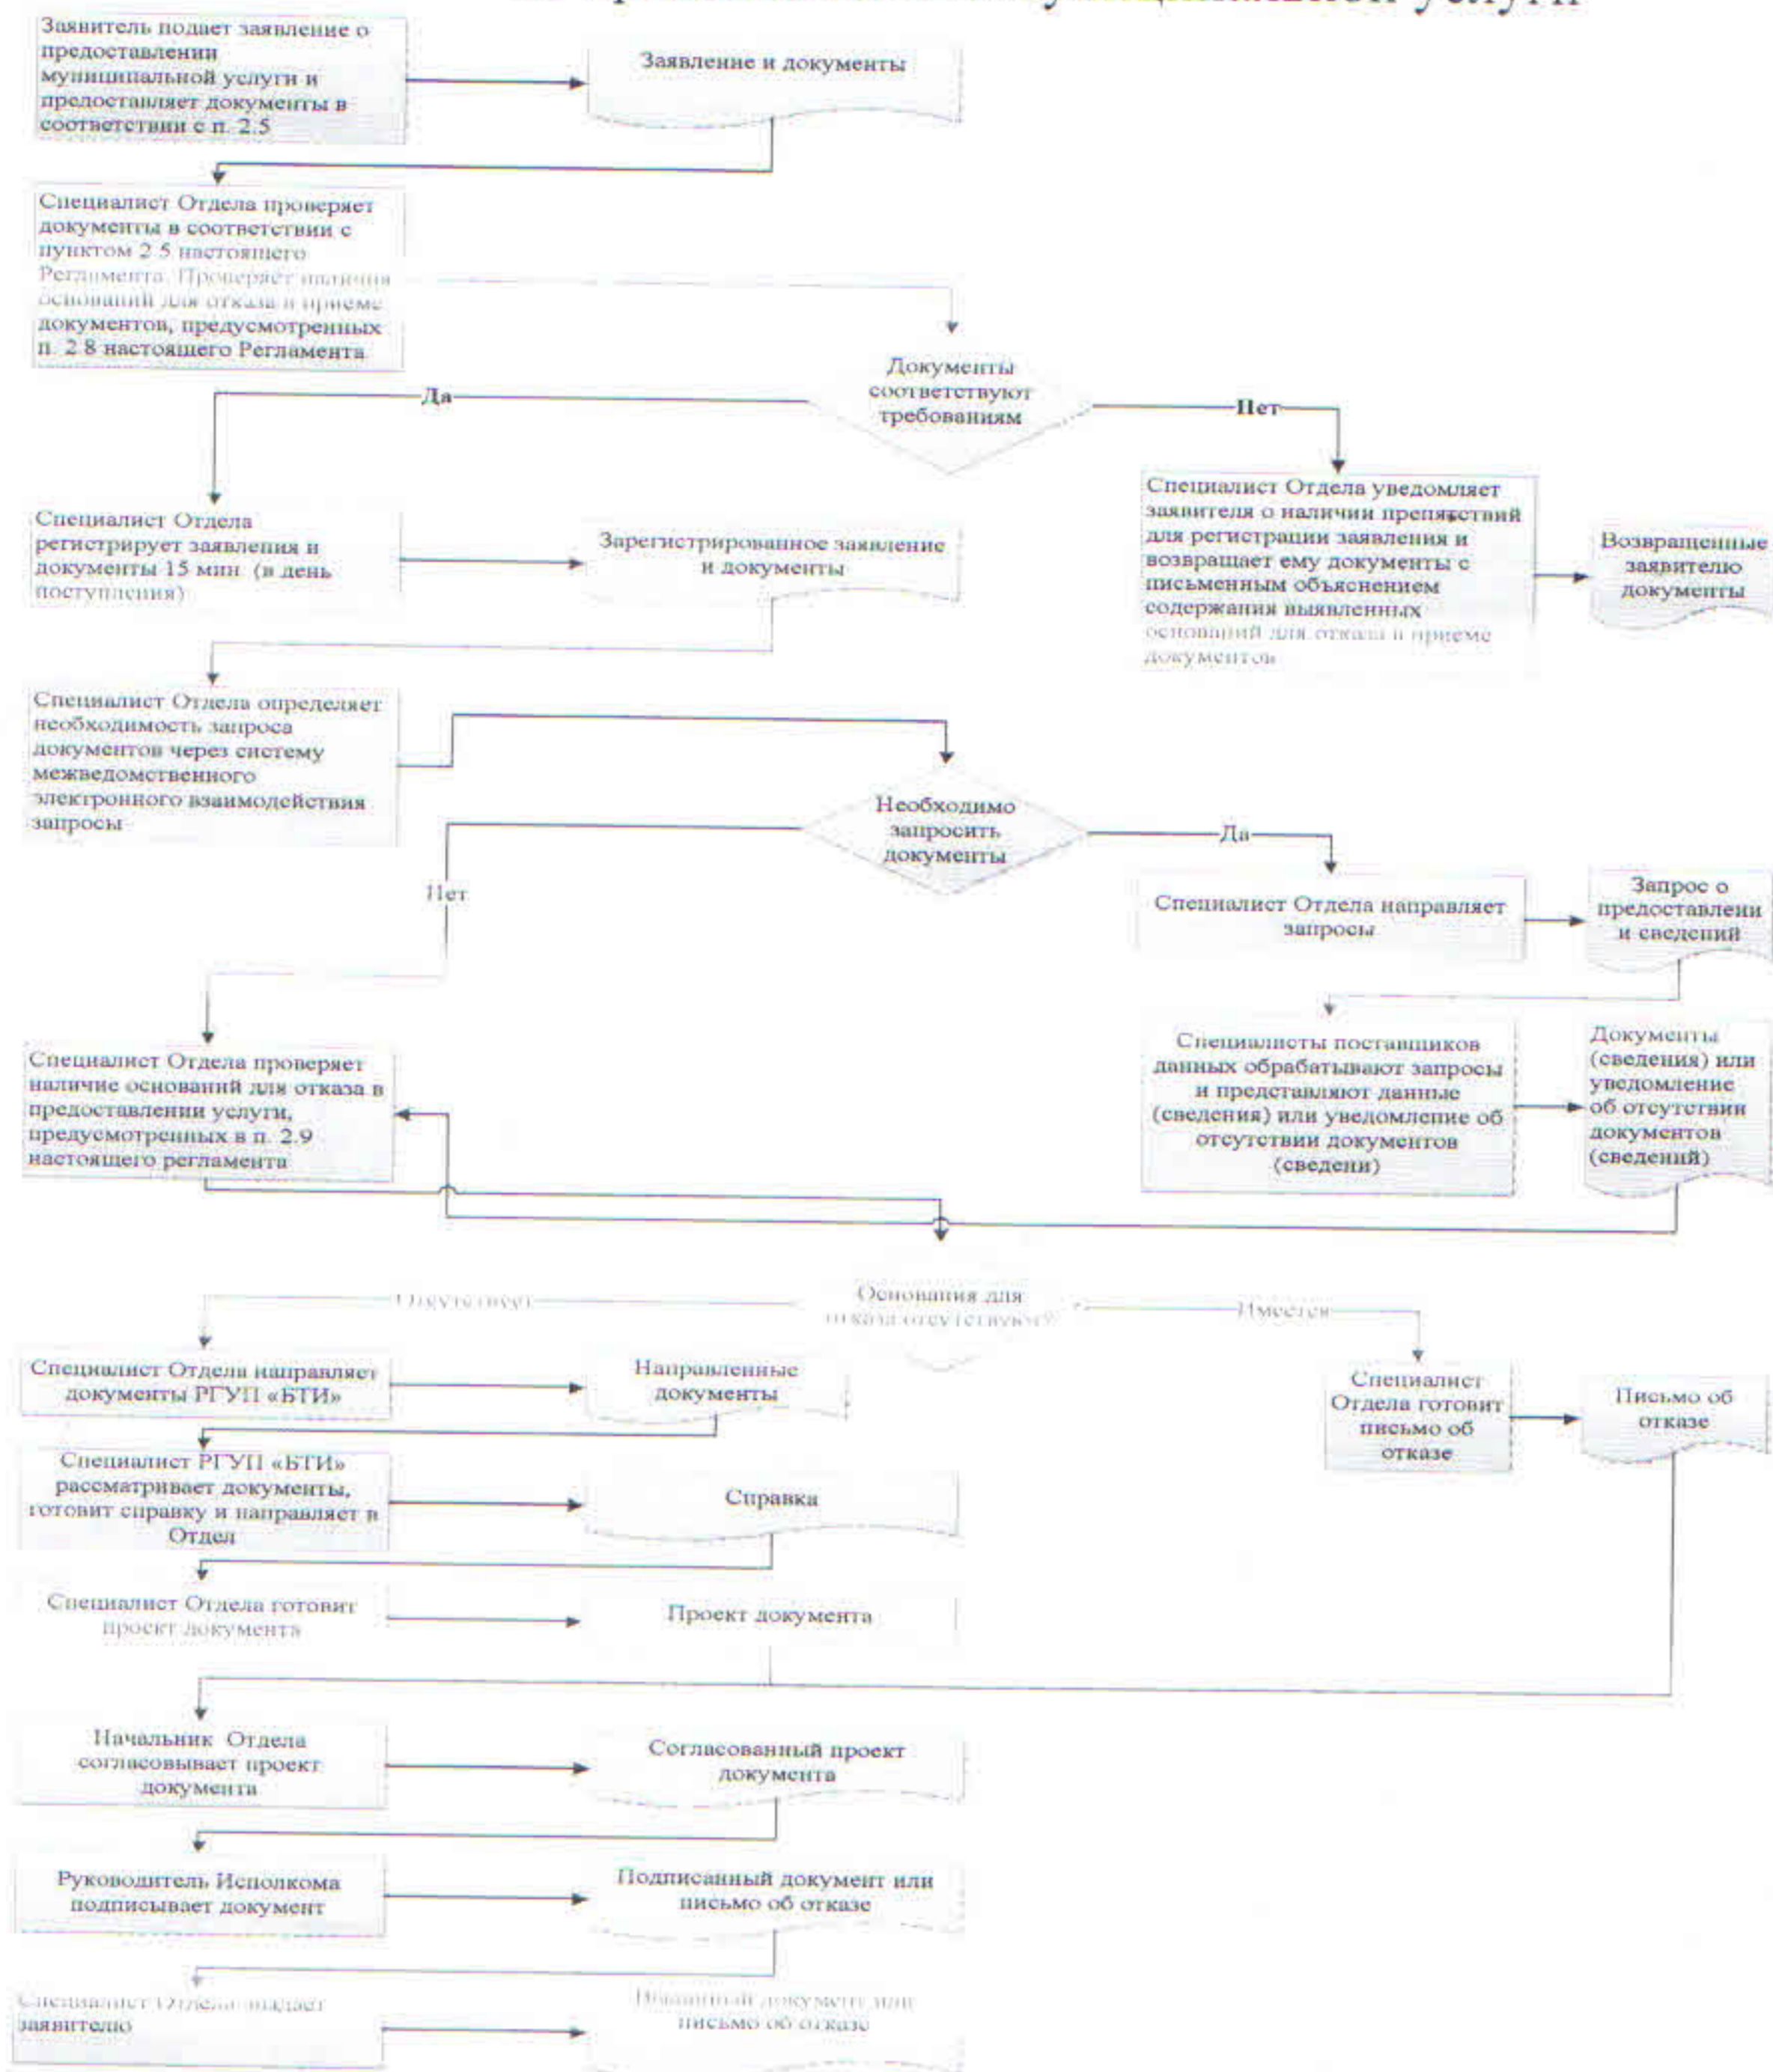 услуги
Заявитель подает заявление о
предоставлении
муниципальной услуги и
предоставляет документы в
соответствии с п. 2.5
Заявление и документы
Специалист Отдела проверяет
документы в соответствии с
пунктом 2 5 настоящего
Регламента. Проверяет наличия
оснований для отказа в приеме
документов, предусмотренных
п. 2 8 настоящего Регламента
Документы
соответствуют
требованиям
Да
Нет
Специалист Отдела
регистрирует заявления и
документы 15 мин. (в день
поступления)
Зарегистрированное заявление
и документы
Специалист Отдела уведомляет
заявителя о наличии препятствий
для регистрации заявления и
возвращает ему документы с
письменным объяснением
содержания выявленных
оснований для отказа в приеме
документов
Возвращенные
заявителю
документы
Специалист Отдела определяет
необходимость запроса
документов через систему
межведомственного
электронного взаимодействия
запросы
Необходимо
запросить
документы
Нет
Да
Специалист Отдела направляет
запросы
Запрос о
предоставлени
и сведений
Специалисты поставщиков
данных обрабатывают запросы
и представляют данные
(сведения) или уведомление об
отсутствии документов
(сведени)
Документы
(сведения) или
уведомление
об отсутствии
документов
(сведений)
Специалист Отдела проверяет
наличие оснований для отказа в
предоставлении услуги,
предусмотренных в п. 2.9
настоящего регламента
Основания для
отказа отсутствуют?
Отсутствует
Имеется
Специалист Отдела направляет
документы РГУП «БТИ»
Направленные
документы
Специалист
Отдела готовит
письмо об
отказе
Письмо об
отказе
Специалист РГУП «БТИ»
рассматривает документы,
готовит справку и направляет в
Отдел
Справка
Специалист Отдела готовит
проект документа
Проект документа
Начальник Отдела
согласовывает проект
документа
Согласованный проект
документа
Руководитель Исполкома
подписывает документ
Подписанный документ или
письмо об отказе
Специалист Отдела выдает
заявителю
Выданный документ или
письмо об отказе